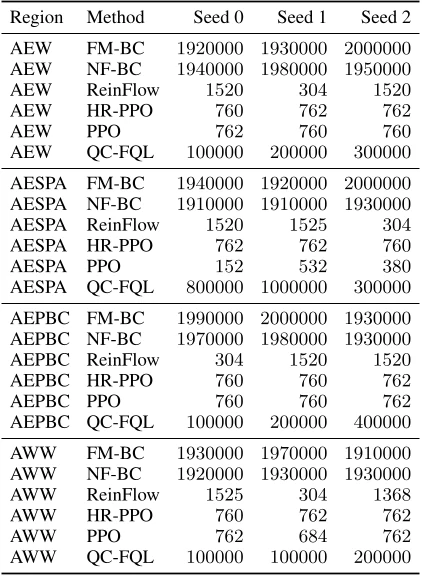 Region Method Seed 0 Seed 1 Seed 2
AEW FM-BC 1920000 1930000 2000000
AEW NF-BC 1940000 1980000 1950000
AEW ReinFlow 1520 304 1520
AEW HR-PPO 760 762 762
AEW PPO 762 760 760
AEW QC-FQL 100000 200000 300000
AESPA FM-BC 1940000 1920000 2000000
AESPA NF-BC 1910000 1910000 1930000
AESPA ReinFlow 1520 1525 304
AESPA HR-PPO 762 762 760
AESPA PPO 152 532 380
AESPA QC-FQL 800000 1000000 300000
AEPBC FM-BC 1990000 2000000 1930000
AEPBC NF-BC 1970000 1980000 1930000
AEPBC ReinFlow 304 1520 1520
AEPBC HR-PPO 760 760 762
AEPBC PPO 760 760 762
AEPBC QC-FQL 100000 200000 400000
AWW FM-BC 1930000 1970000 1910000
AWW NF-BC 1920000 1930000 1930000
AWW ReinFlow 1525 304 1368
AWW HR-PPO 760 762 762
AWW PPO 762 684 762
AWW QC-FQL 100000 100000 200000